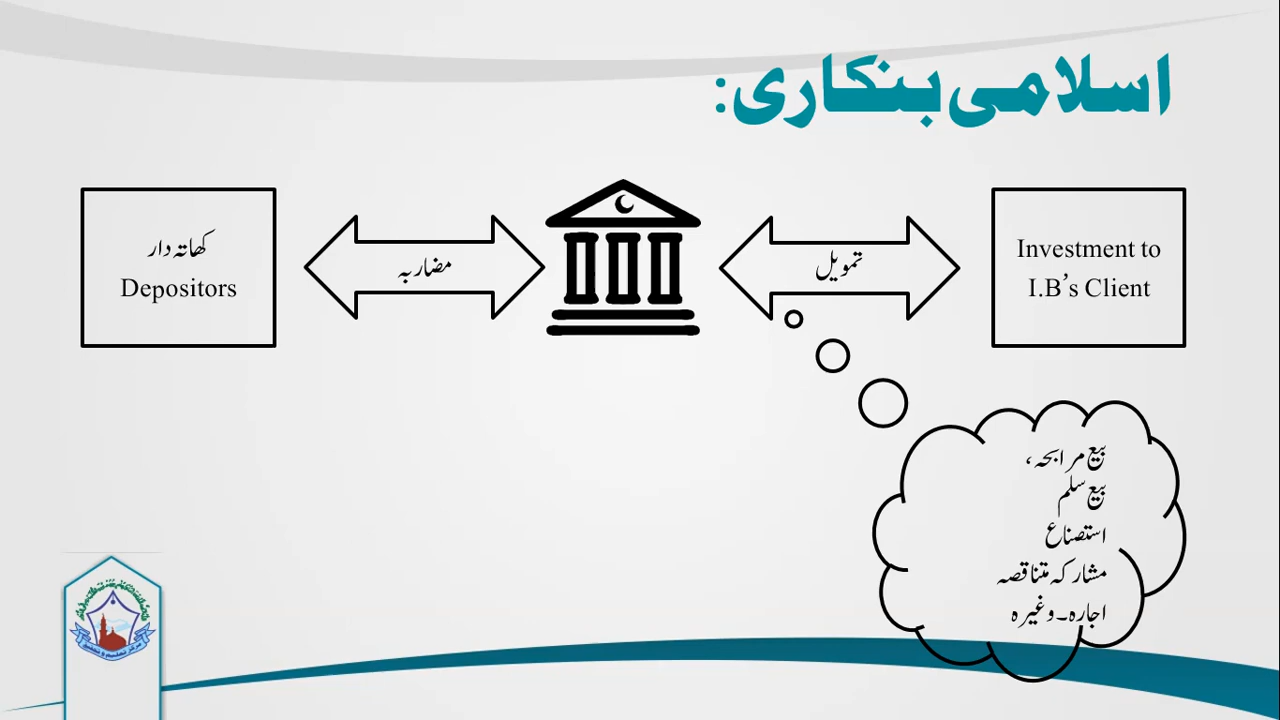 اسلامی بنکاری:
کھاتہ دار
Depositors
مضاربہ
تمویل
Investment to
I.B’s Client
بیع مرابحہ،
بیع سلم
استصناع
مشارکہ متناقصہ
اجارہ۔وغیرہ